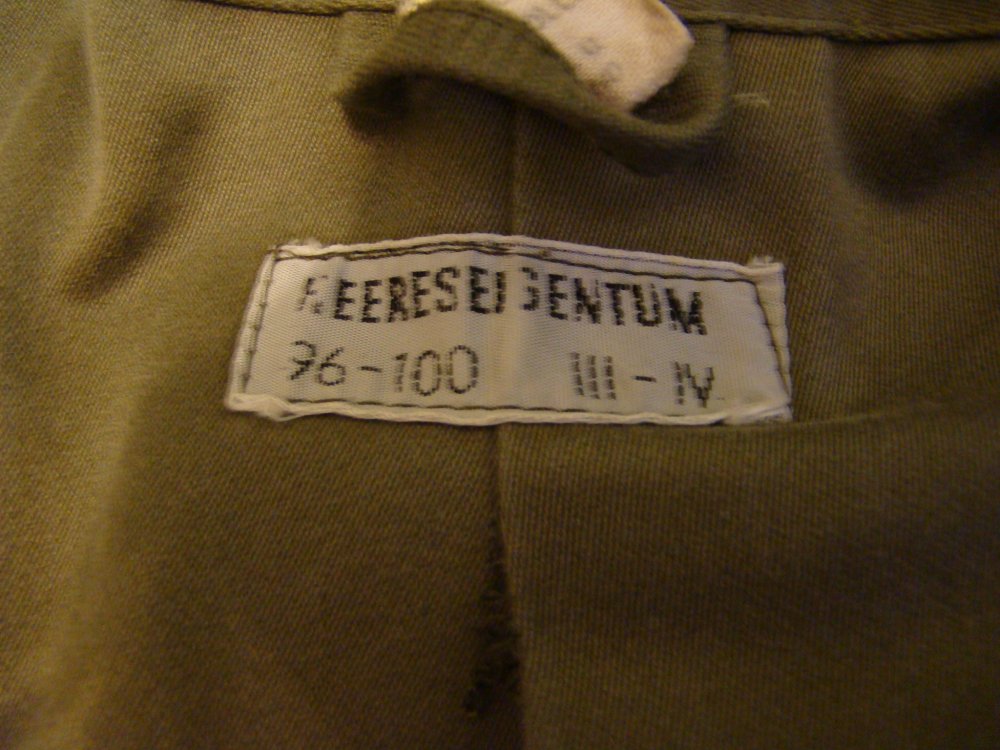 HEERESEIGENTUM
96-100 III - IV